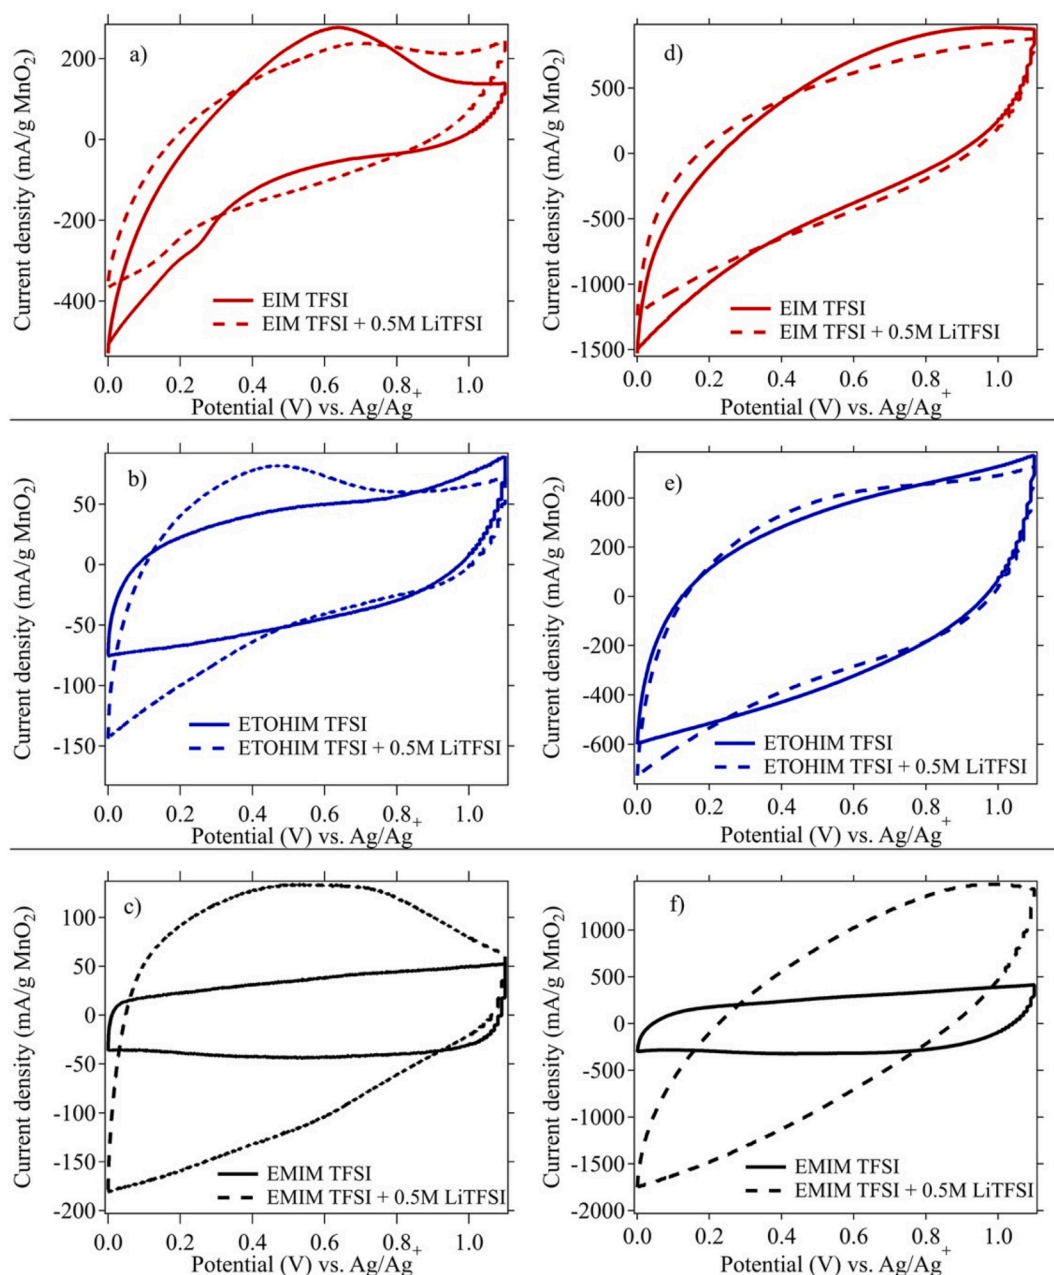 a)
200
0
-200
-400
Current density (mA/g MnO₂)
EIM TFSI
EIM TFSI + 0.5M LiTFSI
0.0 0.2 0.4 0.6 0.8 1.0
Potential (V) vs. Ag/Ag⁺
d)
500
0
-500
-1000
-1500
Current density (mA/g MnO₂)
EIM TFSI
EIM TFSI + 0.5M LiTFSI
0.0 0.2 0.4 0.6 0.8 1.0
Potential (V) vs. Ag/Ag⁺
b)
50
0
-50
-100
-150
Current density (mA/g MnO₂)
ETOHIM TFSI
ETOHIM TFSI + 0.5M LiTFSI
0.0 0.2 0.4 0.6 0.8 1.0
Potential (V) vs. Ag/Ag⁺
e)
400
200
0
-200
-400
-600
Current density (mA/g MnO₂)
ETOHIM TFSI
ETOHIM TFSI + 0.5M LiTFSI
0.0 0.2 0.4 0.6 0.8 1.0
Potential (V) vs. Ag/Ag⁺
c)
100
50
0
-50
-100
-150
-200
Current density (mA/g MnO₂)
EMIM TFSI
EMIM TFSI + 0.5M LiTFSI
0.0 0.2 0.4 0.6 0.8 1.0
Potential (V) vs. Ag/Ag⁺
f)
1000
500
0
-500
-1000
-1500
-2000
Current density (mA/g MnO₂)
EMIM TFSI
EMIM TFSI + 0.5M LiTFSI
0.0 0.2 0.4 0.6 0.8 1.0
Potential (V) vs. Ag/Ag⁺